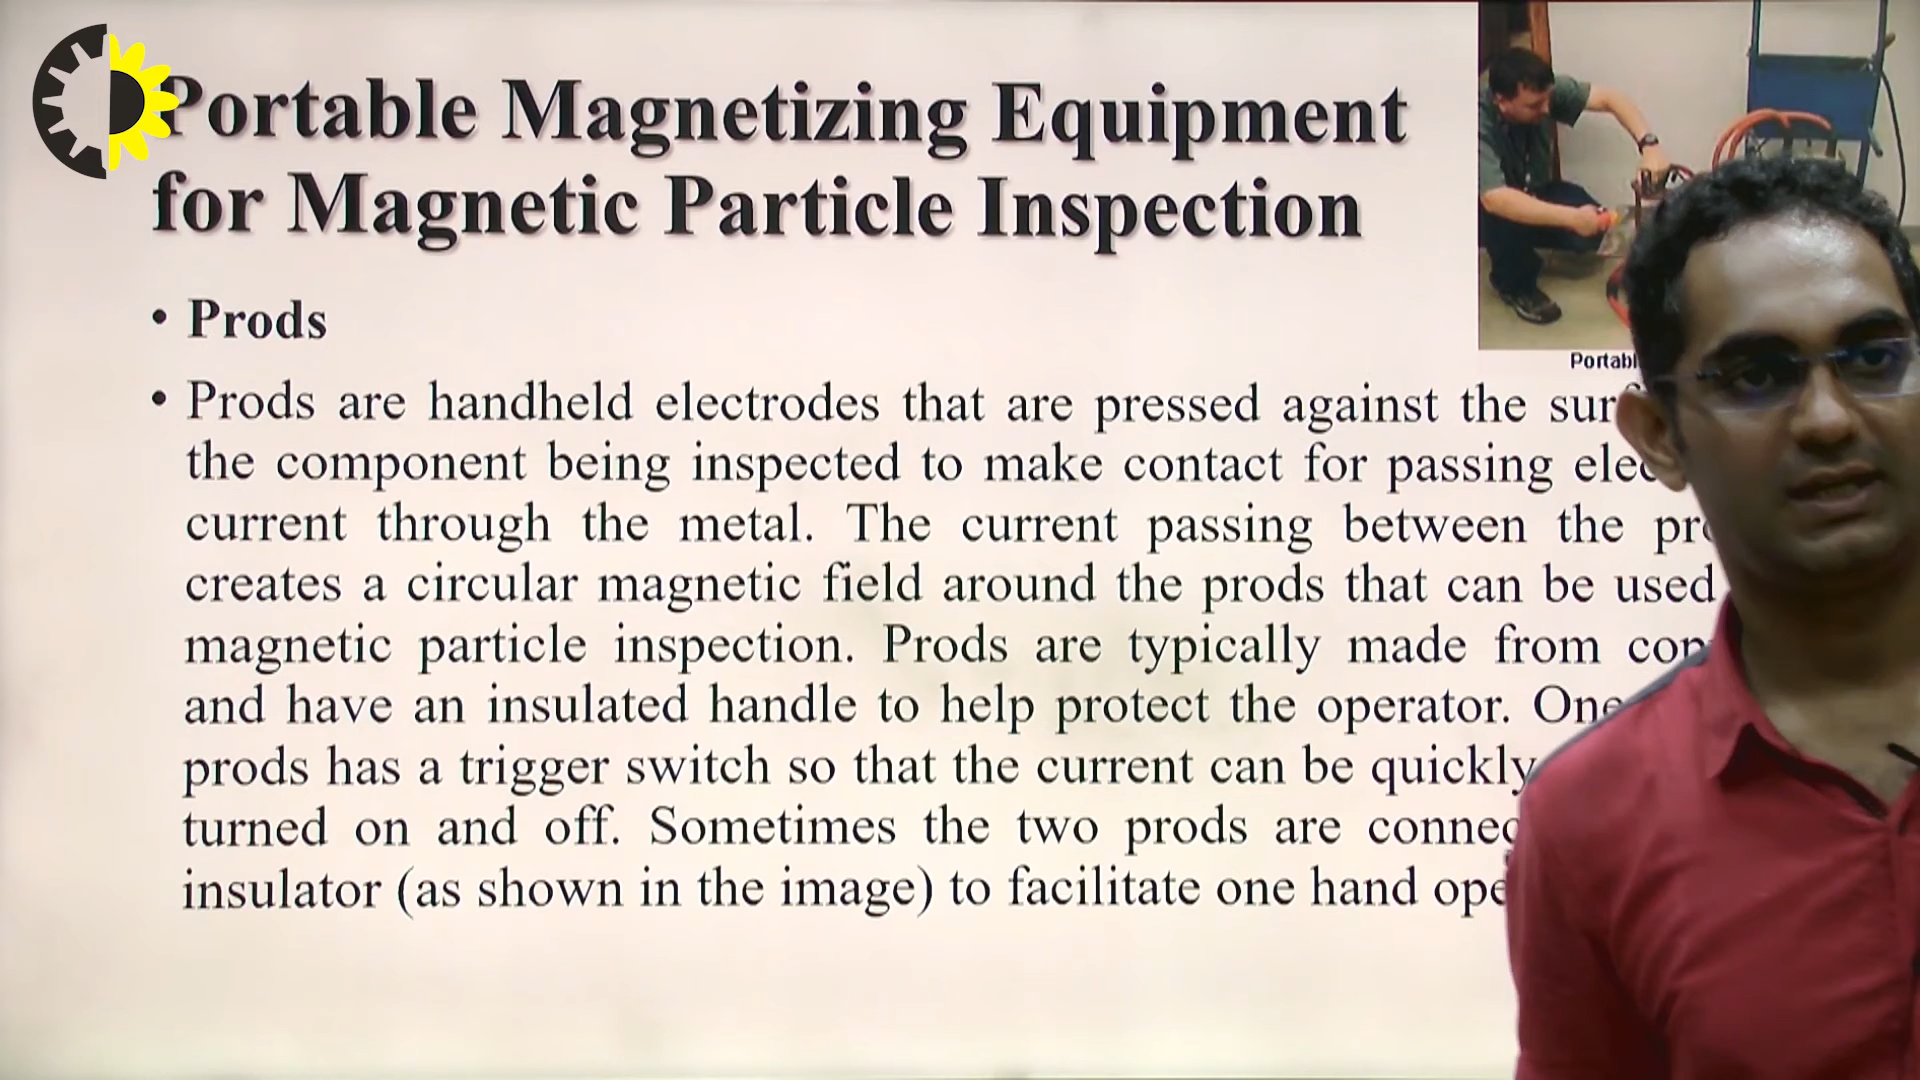 Portable Magnetizing Equipment
for Magnetic Particle Inspection
• Prods
• Prods are handheld electrodes that are pressed against the
the component being inspected to make contact for passing
current through the metal. The current passing between the
creates a circular magnetic field around the prods that can be used
magnetic particle inspection. Prods are typically made from
and have an insulated handle to help protect the operator. One
prods has a trigger switch so that the current can be quickly
turned on and off. Sometimes the two prods are
insulator (as shown in the image) to facilitate one hand